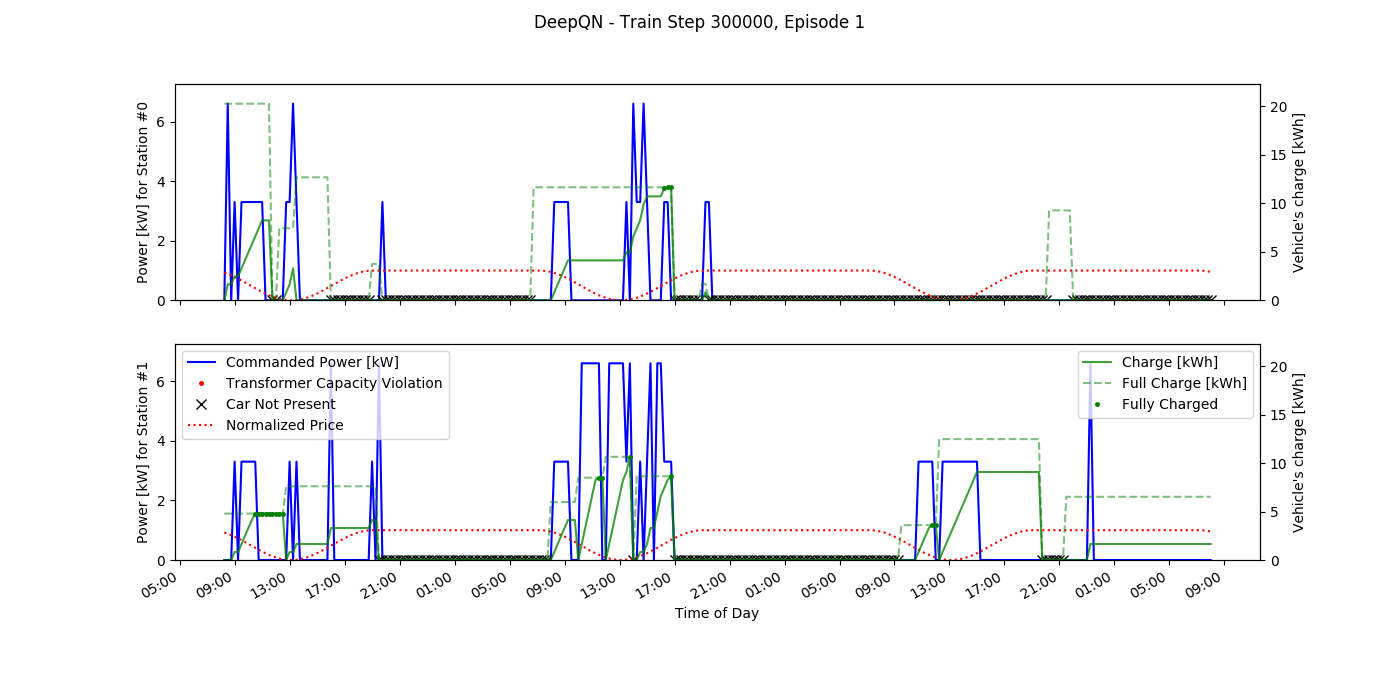 DeepQN - Train Step 300000, Episode 1
Power [kW] for Station #0
0
2
4
6
0
5
10
15
20
Vehicle's charge [kWh]
Power [kW] for Station #1
0
2
4
6
Commanded Power [kW]
Transformer Capacity Violation
Car Not Present
Normalized Price
Charge [kWh]
Full Charge [kWh]
Fully Charged
0
5
10
15
20
Vehicle's charge [kWh]
05:00
09:00
13:00
17:00
21:00
01:00
05:00
09:00
13:00
17:00
21:00
01:00
05:00
09:00
13:00
17:00
21:00
01:00
05:00
09:00
Time of Day